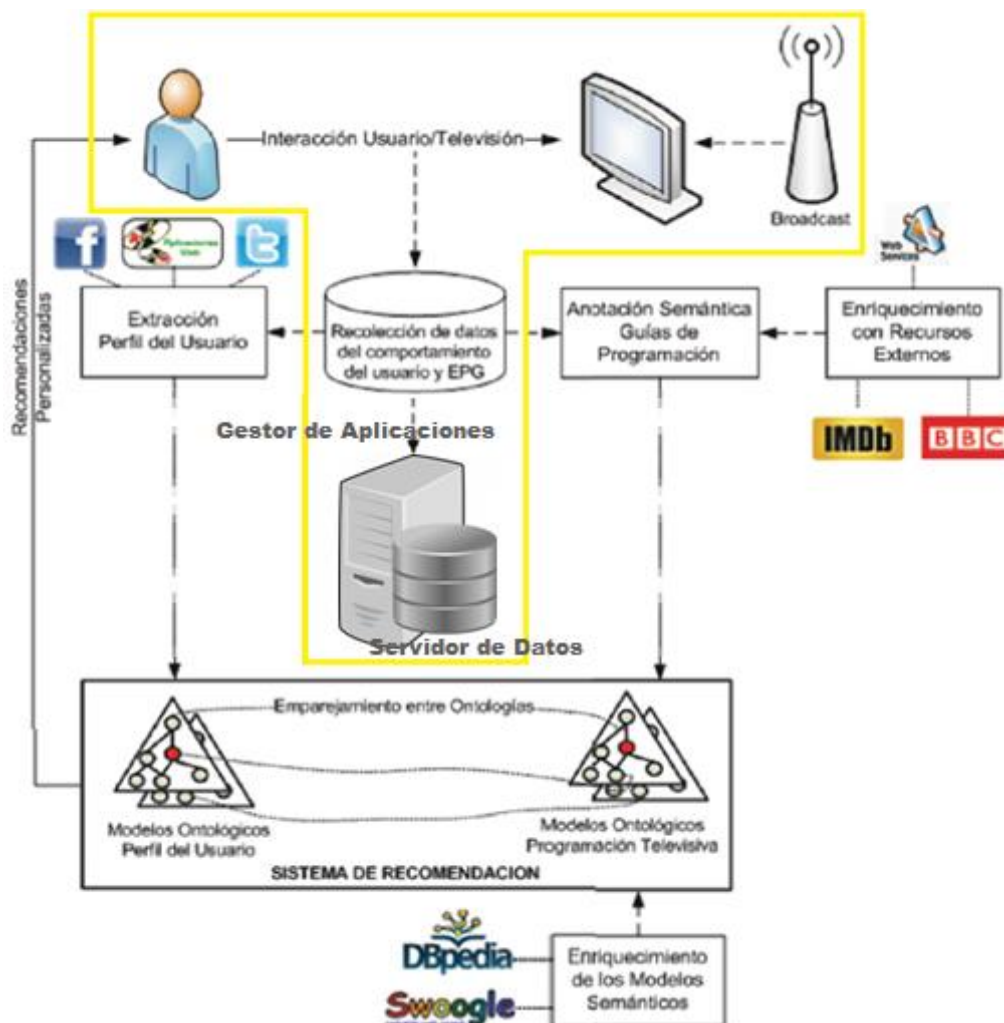 Interacción Usuario/Televisión
Broadcast
f
Aplicaciones
Web
t
Web
Services
Extracción
Perfil del Usuario
Recolección de datos
del comportamiento
del usuario y EPG
Anotación Semántica
Guías de
Programación
Enriquecimiento
con Recursos
Externos
Recomendaciones
Personalizadas
IMDb
BBC
Gestor de Aplicaciones
Servidor de Datos
Emparejamiento entre Ontologías
Modelos Ontológicos
Perfil del Usuario
Modelos Ontológicos
Programación Televisiva
SISTEMA DE RECOMENDACION
DBpedia
Swoogle
Enriquecimiento
de los Modelos
Semánticos